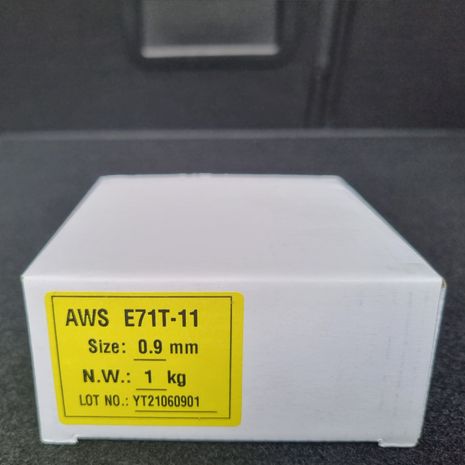 AWS E71T-11
Size: 0.9 mm
N.W.: 1 kg
LOT NO.: YT21060901